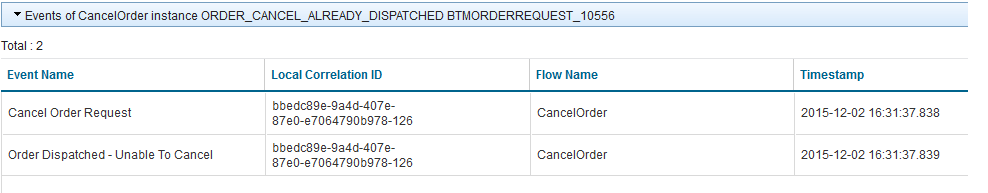 Events of CancelOrder instance ORDER_CANCEL_ALREADY_DISPATCHED BTMORDERREQUEST_10556
Total : 2
Event Name Local Correlation ID Flow Name Timestamp
Cancel Order Request bbedc89e-9a4d-407e-87e0-e7064790b978-126 CancelOrder 2015-12-02 16:31:37.838
Order Dispatched - Unable To Cancel bbedc89e-9a4d-407e-87e0-e7064790b978-126 CancelOrder 2015-12-02 16:31:37.839